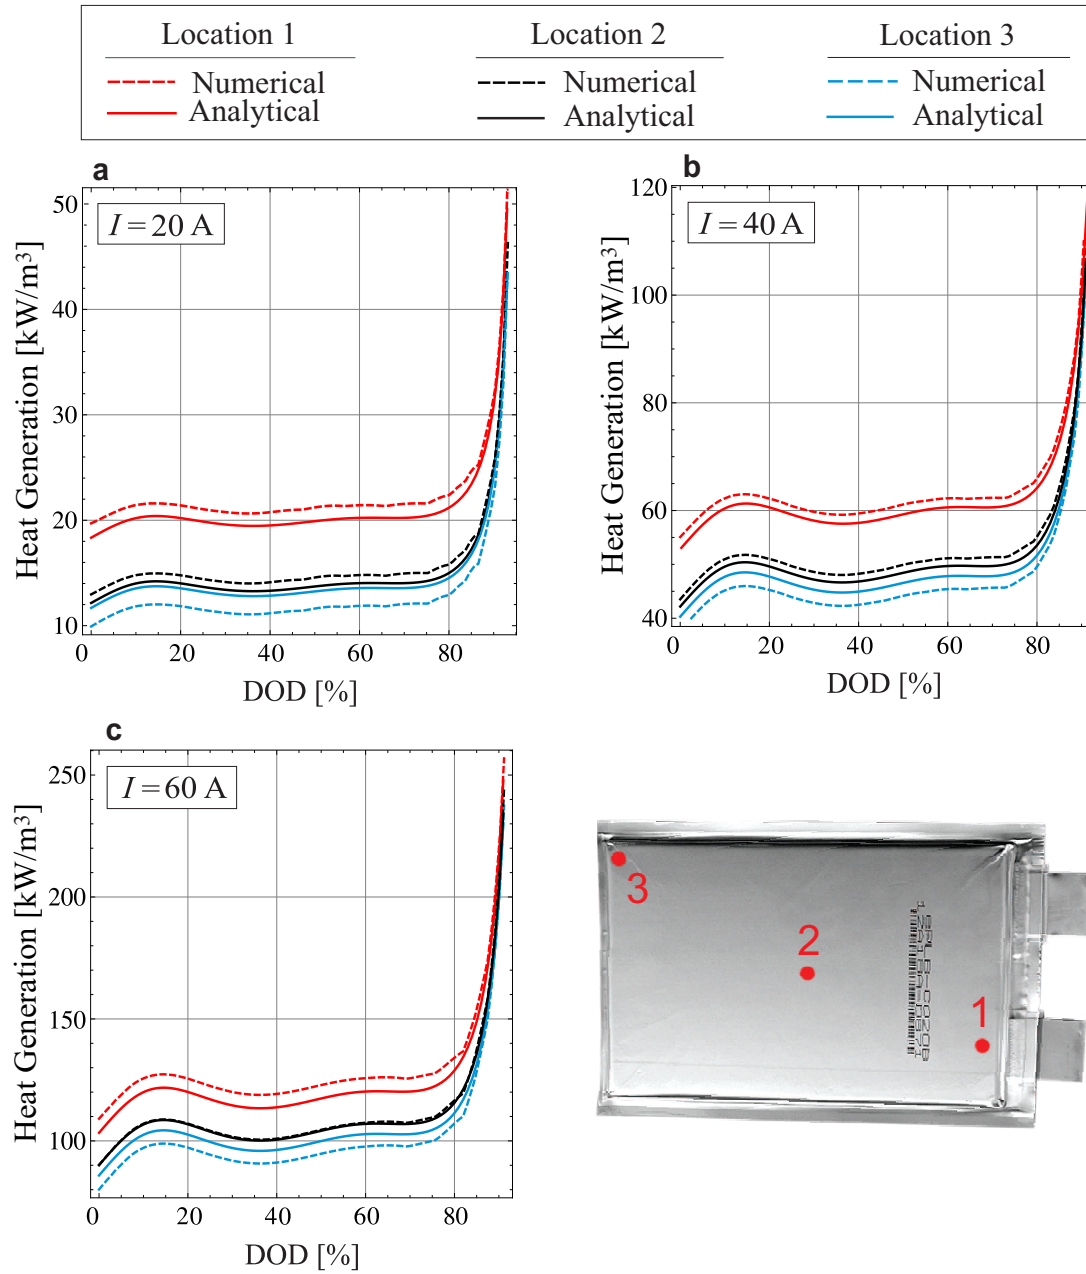 Location 1 Location 2 Location 3
Numerical Numerical Numerical
Analytical Analytical Analytical
a
I = 20 A
Heat Generation [kW/m³]
50
40
30
20
10
0 20 40 60 80
DOD [%]
b
I = 40 A
Heat Generation [kW/m³]
120
100
80
60
40
0 20 40 60 80
DOD [%]
c
I = 60 A
Heat Generation [kW/m³]
250
200
150
100
0 20 40 60 80
DOD [%]
3
2
1